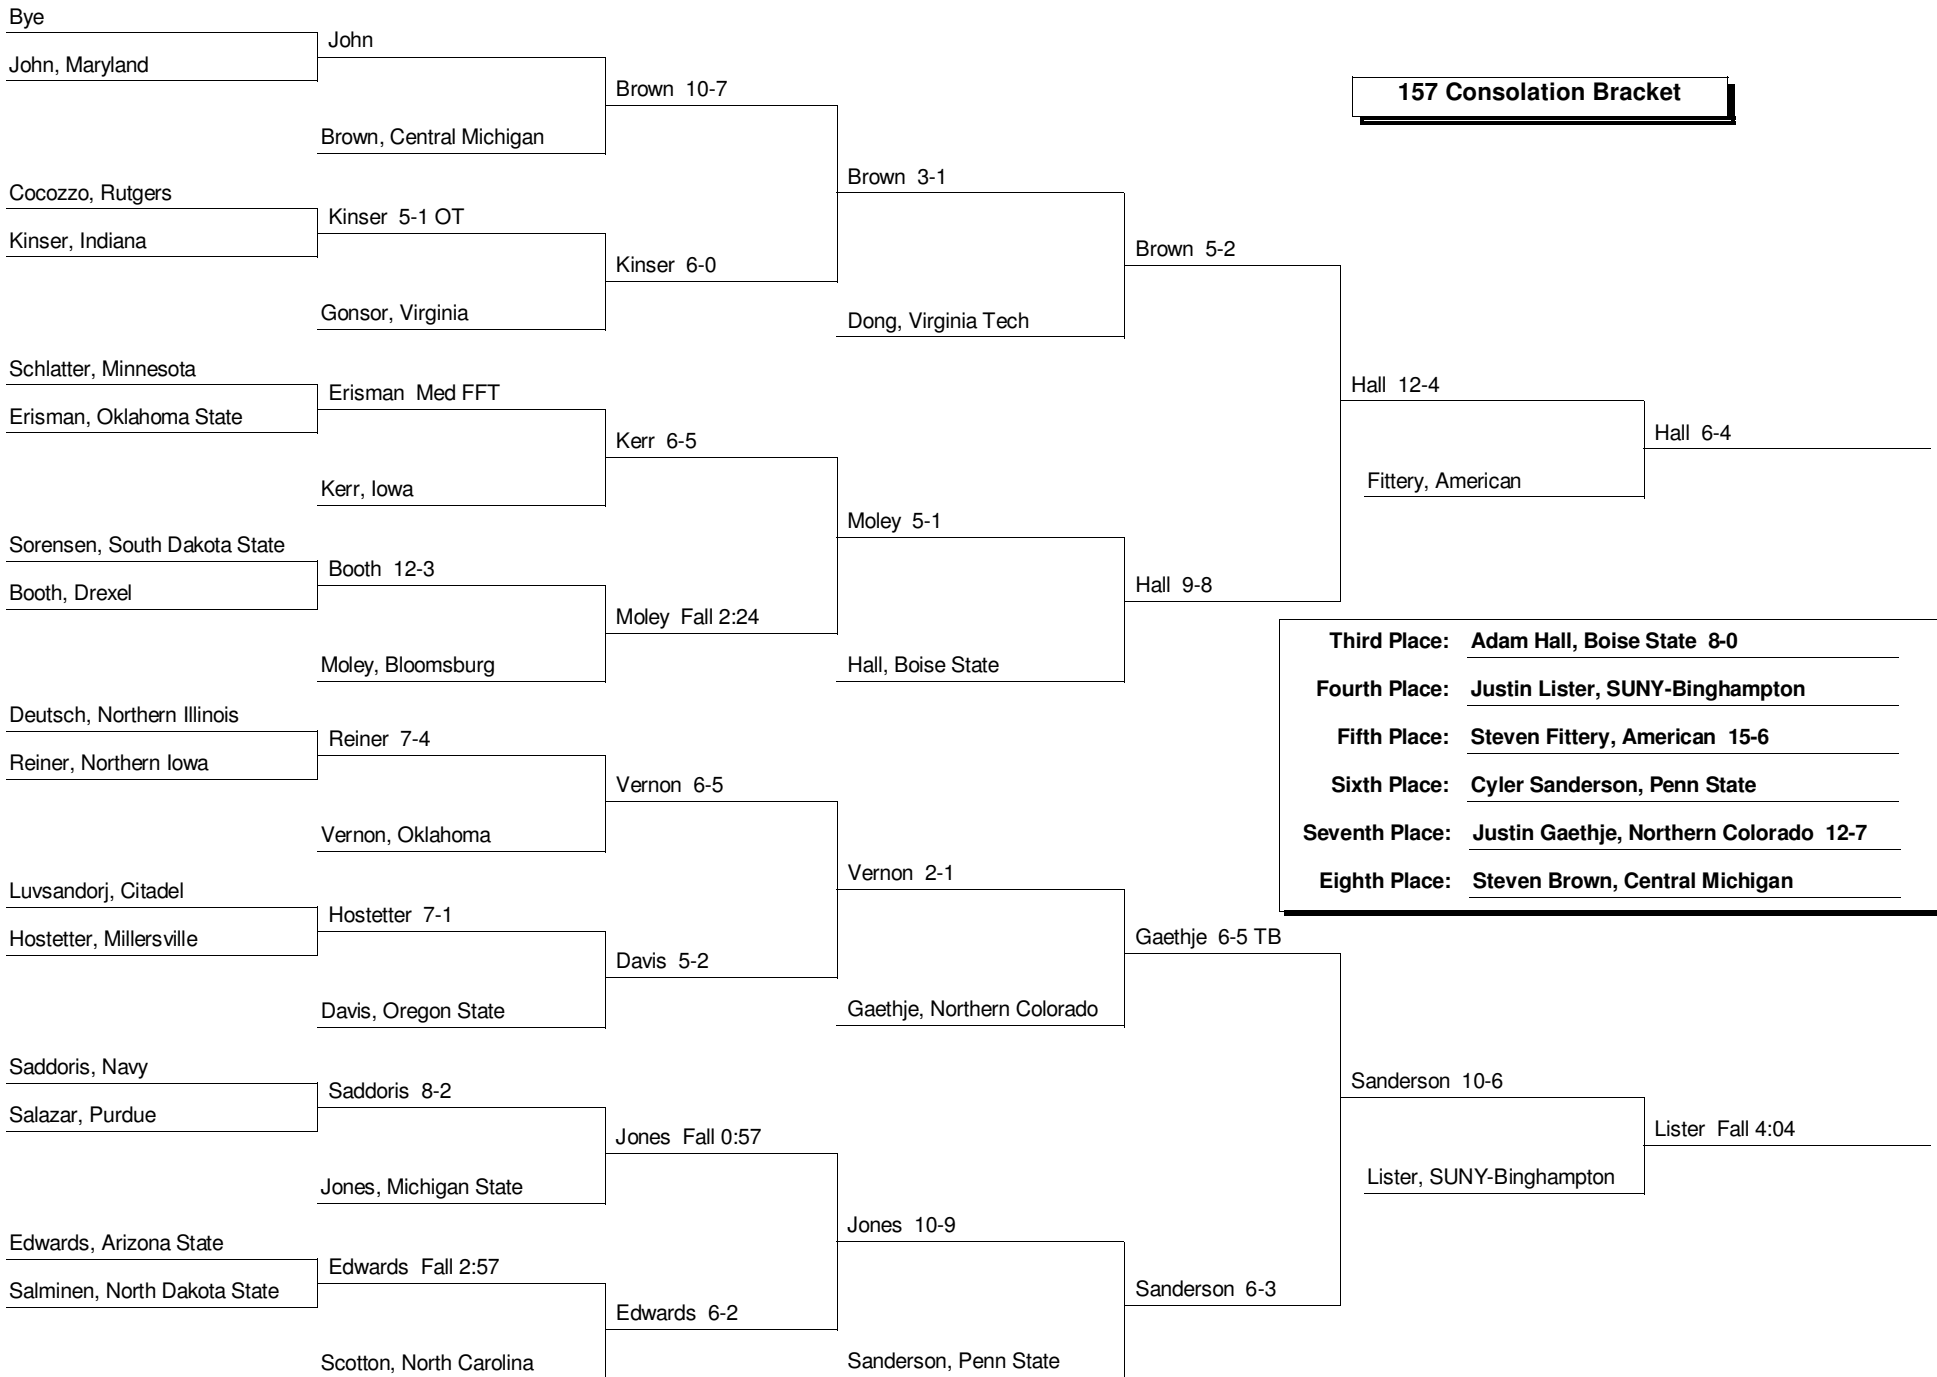 Bye
John, Maryland
Cocozzo, Rutgers
Kinser, Indiana
Schlatter, Minnesota
Erisman, Oklahoma State
Sorensen, South Dakota State
Booth, Drexel
Deutsch, Northern Illinois
Reiner, Northern Iowa
Luvsandorj, Citadel
Hostetter, Millersville
Saddoris, Navy
Salazar, Purdue
Edwards, Arizona State
Salminen, North Dakota State
John
Brown, Central Michigan
Kinser 5-1 OT
Gonsor, Virginia
Erisman Med FFT
Kerr, Iowa
Booth 12-3
Moley, Bloomsburg
Reiner 7-4
Vernon, Oklahoma
Hostetter 7-1
Davis, Oregon State
Saddoris 8-2
Jones, Michigan State
Edwards Fall 2:57
Scotton, North Carolina
Brown 10-7
Kinser 6-0
Kerr 6-5
Moley Fall 2:24
Vernon 6-5
Davis 5-2
Jones Fall 0:57
Edwards 6-2
Brown 3-1
Dong, Virginia Tech
Moley 5-1
Hall, Boise State
Vernon 2-1
Gaethje, Northern Colorado
Jones 10-9
Sanderson, Penn State
Brown 5-2
Hall 9-8
Gaethje 6-5 TB
Sanderson 6-3
Hall 12-4
Fittery, American
Sanderson 10-6
Lister, SUNY-Binghampton
Hall 6-4
Lister Fall 4:04
157 Consolation Bracket
Third Place: Adam Hall, Boise State 8-0
Fourth Place: Justin Lister, SUNY-Binghampton
Fifth Place: Steven Fittery, American 15-6
Sixth Place: Cyler Sanderson, Penn State
Seventh Place: Justin Gaethje, Northern Colorado 12-7
Eighth Place: Steven Brown, Central Michigan